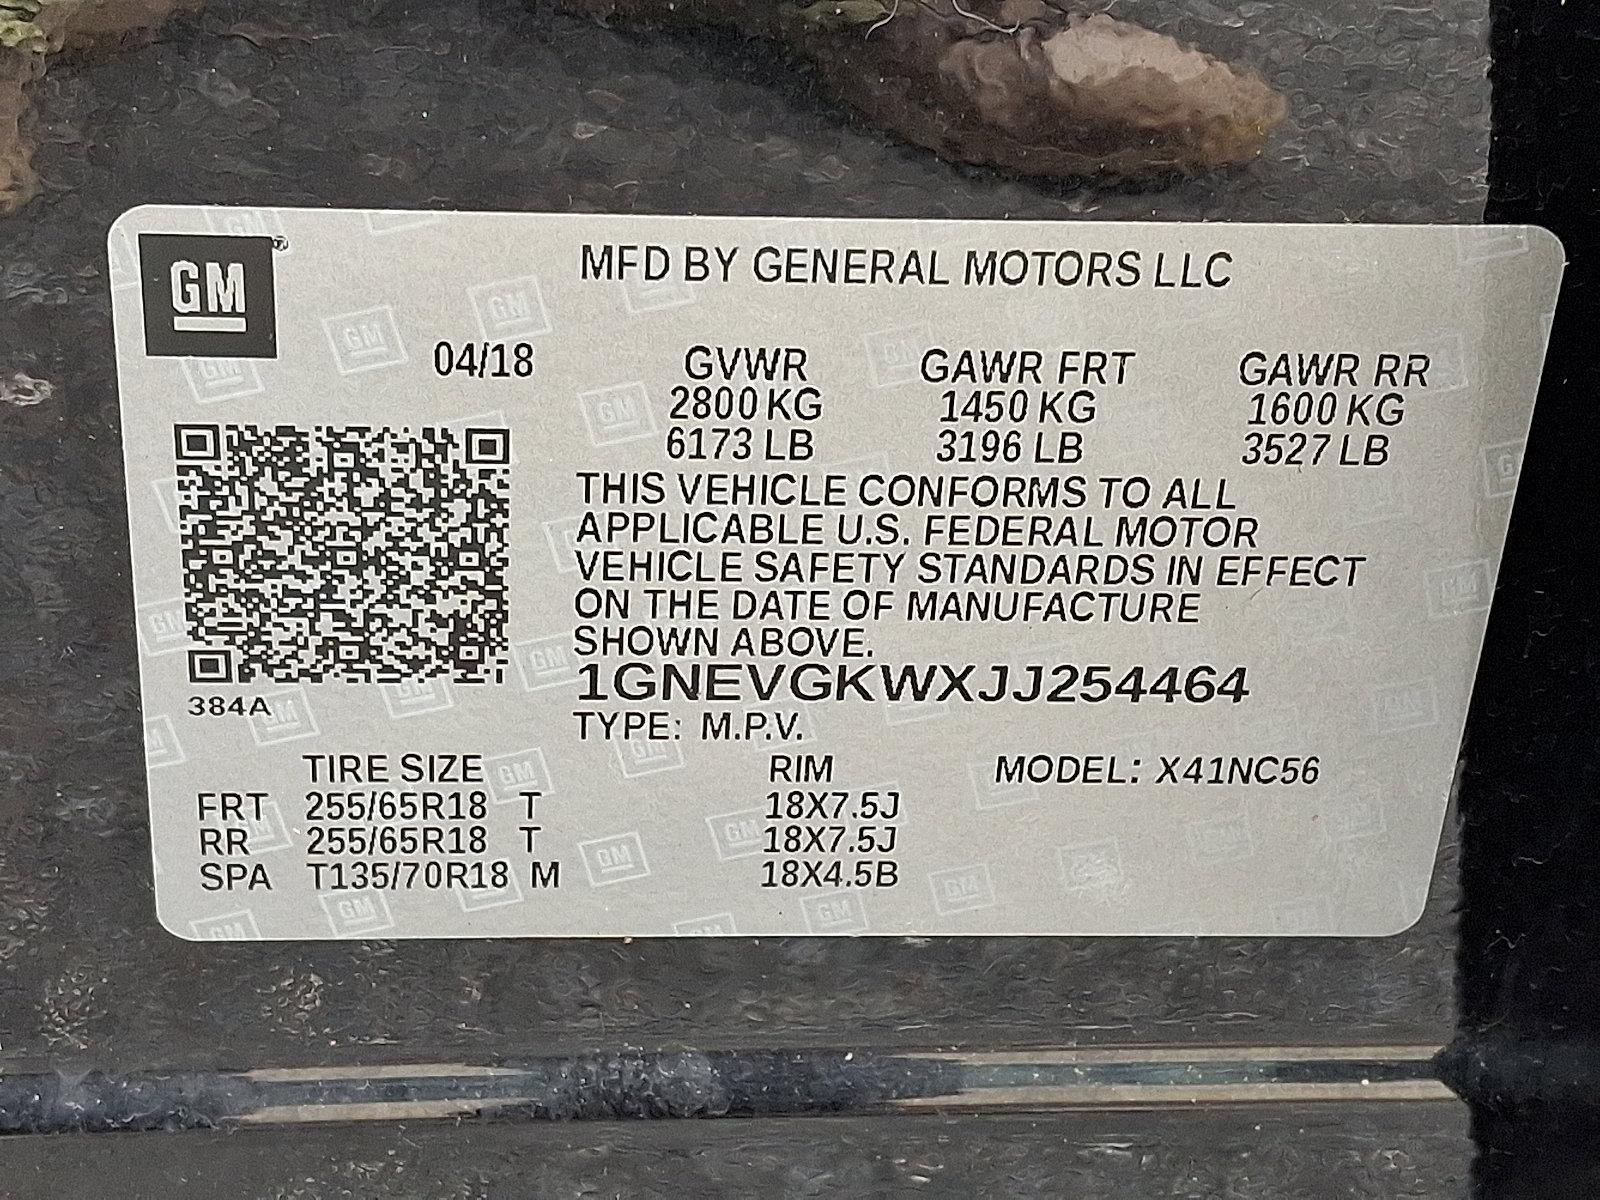 GM
MFD BY GENERAL MOTORS LLC
04/18 GVWR GAWR FRT GAWR RR
2800 KG 1450 KG 1600 KG
6173 LB 3196 LB 3527 LB
THIS VEHICLE CONFORMS TO ALL
APPLICABLE U.S. FEDERAL MOTOR
VEHICLE SAFETY STANDARDS IN EFFECT
ON THE DATE OF MANUFACTURE
SHOWN ABOVE.
1GNEVGKWXJJ254464
384A
TYPE: M.P.V.
TIRE SIZE RIM MODEL: X41NC56
FRT 255/65R18 T 18X7.5J
RR 255/65R18 T 18X7.5J
SPA T135/70R18 M 18X4.5B